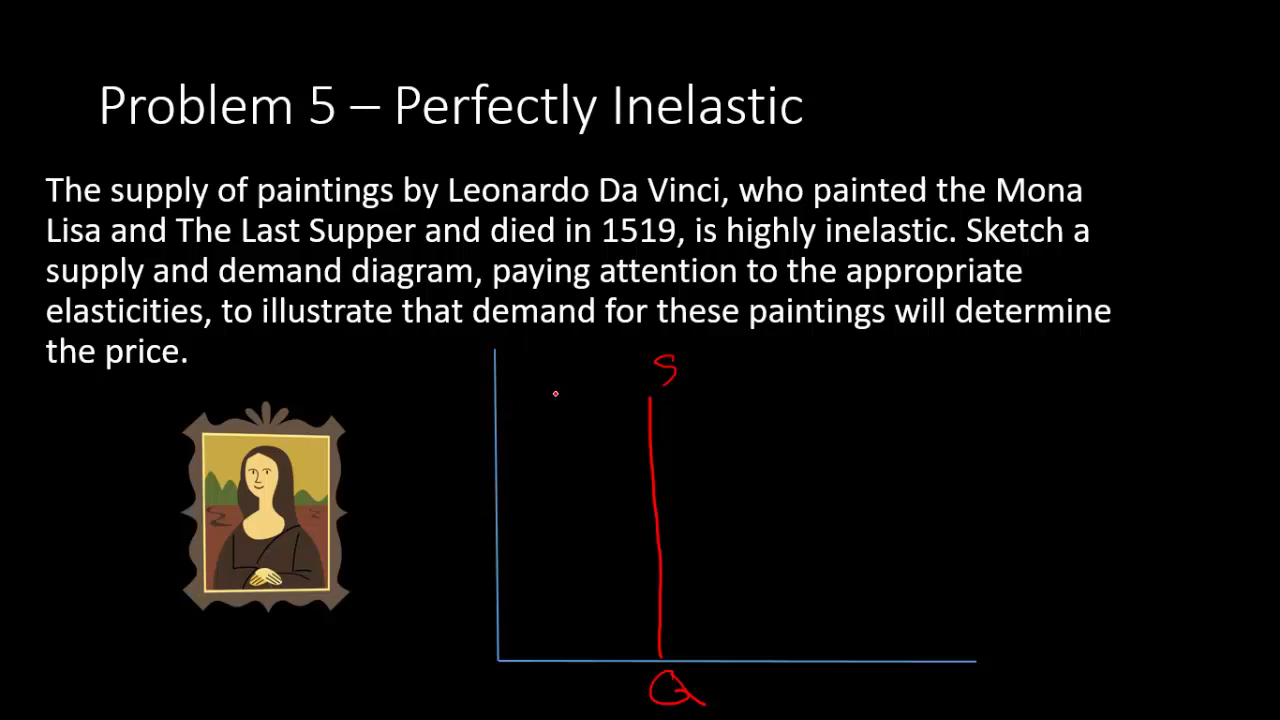 Problem 5 – Perfectly Inelastic
The supply of paintings by Leonardo Da Vinci, who painted the Mona
Lisa and The Last Supper and died in 1519, is highly inelastic. Sketch a
supply and demand diagram, paying attention to the appropriate
elasticities, to illustrate that demand for these paintings will determine
the price.
S
Q